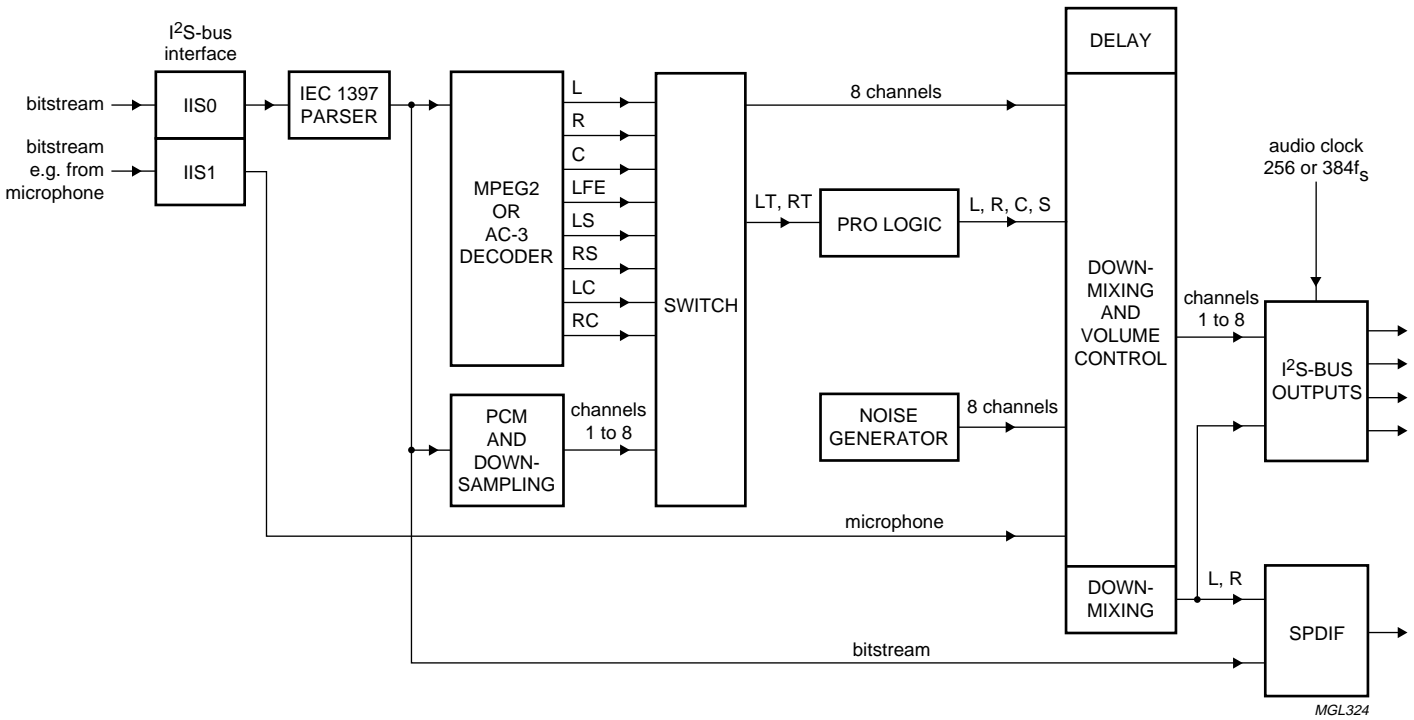 I2S-bus
interface
bitstream
IIS0
bitstream
e.g. from
microphone
IIS1
IEC 1397
PARSER
MPEG2
OR
AC-3
DECODER
L
R
C
LFE
LS
RS
LC
RC
PCM
AND
DOWN-
SAMPLING
channels
1 to 8
SWITCH
8 channels
LT, RT
PRO LOGIC
L, R, C, S
NOISE
GENERATOR
8 channels
microphone
bitstream
DELAY
DOWN-
MIXING
AND
VOLUME
CONTROL
DOWN-
MIXING
channels
1 to 8
audio clock
256 or 384fs
I2S-BUS
OUTPUTS
L, R
SPDIF
MGL324